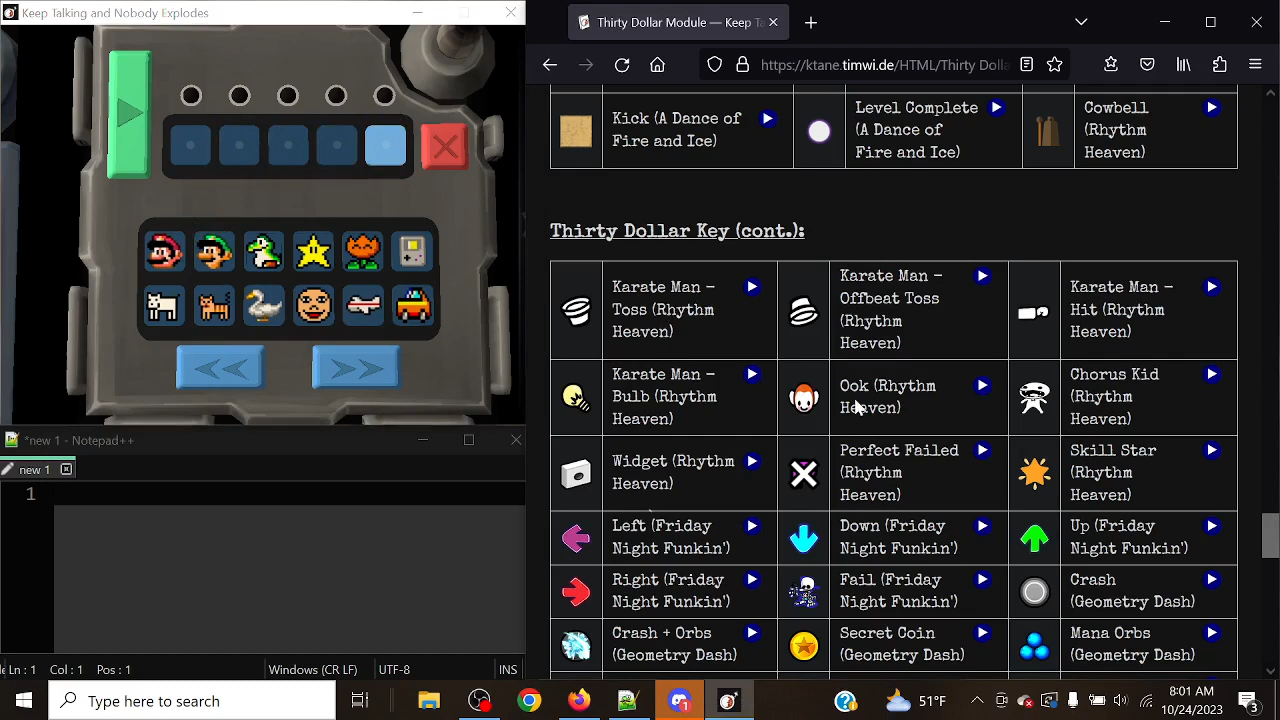 Keep Talking and Nobody Explodes
Thirty Dollar Module — Keep Ta
https://ktane.timwi.de/HTML/Thirty Dolla
Kick (A Dance
of Fire and Ice)
Level Complete
(A Dance of
Fire and Ice)
Cowbell
(Rhythm
Heaven)
Thirty Dollar Key (cont.):
Karate Man –
Toss (Rhythm
Heaven)
Karate Man –
Offbeat Toss
(Rhythm
Heaven)
Karate Man –
Hit (Rhythm
Heaven)
Karate Man –
Bulb (Rhythm
Heaven)
Ook (Rhythm
Heaven)
Chorus Kid
(Rhythm
Heaven)
Widget (Rhythm
Heaven)
Perfect Failed
(Rhythm
Heaven)
Skill Star
(Rhythm
Heaven)
Left (Friday
Night Funkin')
Down (Friday
Night Funkin')
Up (Friday
Night Funkin')
Right (Friday
Night Funkin')
Fail (Friday
Night Funkin')
Crash
(Geometry Dash)
Crash + Orbs
(Geometry Dash)
Secret Coin
(Geometry Dash)
Mana Orbs
(Geometry Dash)
*new 1 - Notepad++
new 1
1
Ln : 1 Col : 1 Pos : 1 Windows (CR LF) UTF-8 INS
Type here to search
1
51°F
8:01 AM
10/24/2023
3